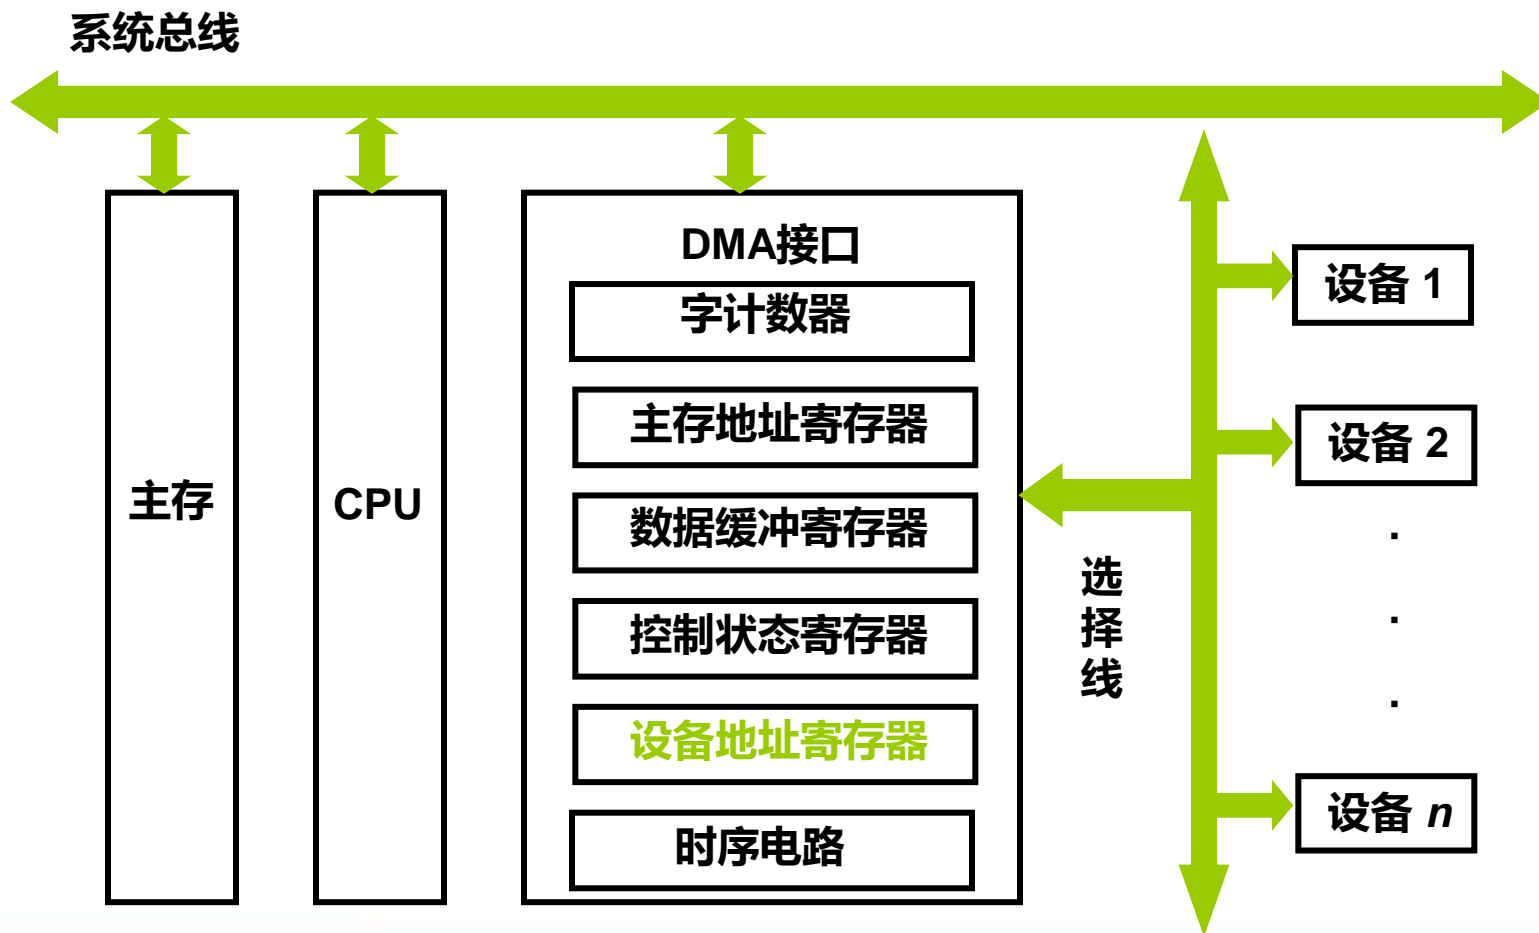 系统总线
主存
CPU
DMA接口
字计数器
主存地址寄存器
数据缓冲寄存器
控制状态寄存器
设备地址寄存器
时序电路
选择线
设备 1
设备 2
.
.
.
设备 n